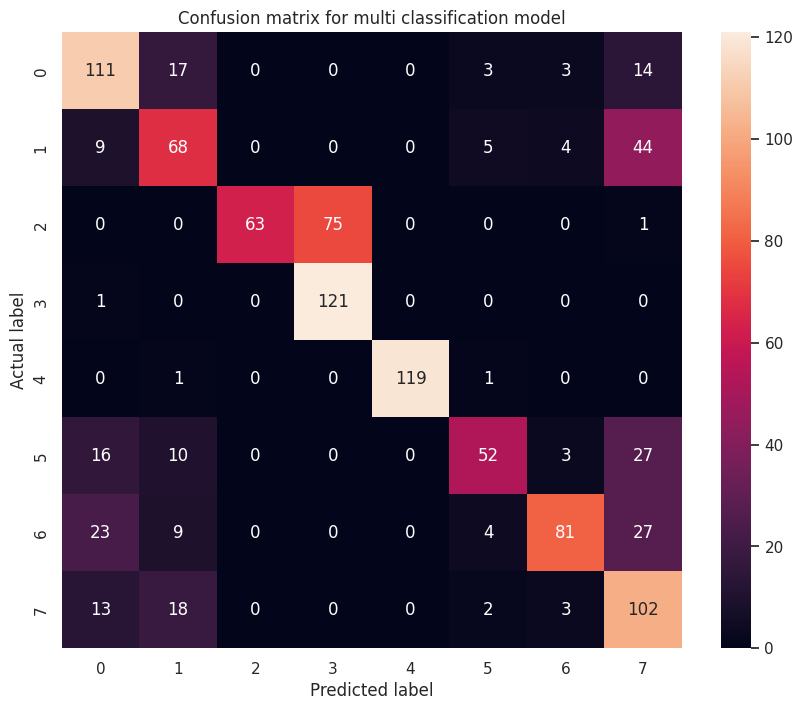 Confusion matrix for multi classification model
0 111 17 0 0 0 3 3 14
1 9 68 0 0 0 5 4 44
2 0 0 63 75 0 0 0 1
3 1 0 0 121 0 0 0 0
4 0 1 0 0 119 1 0 0
5 16 10 0 0 0 52 3 27
6 23 9 0 0 0 4 81 27
7 13 18 0 0 0 2 3 102
0 1 2 3 4 5 6 7
Predicted label
Actual label
120
100
80
60
40
20
0